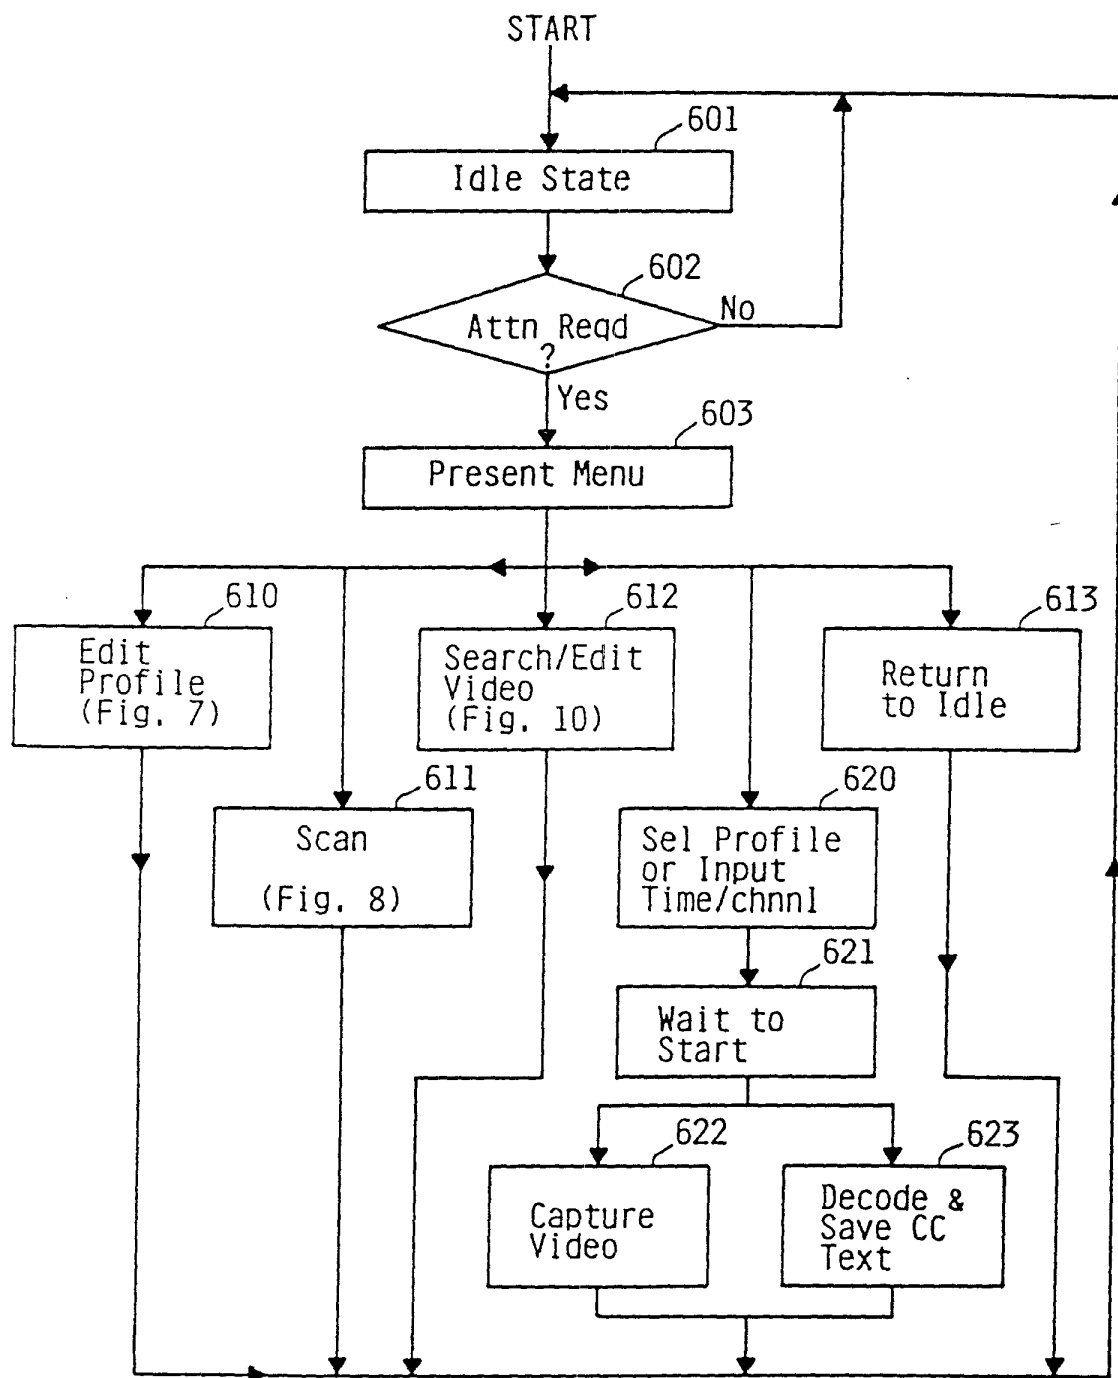 START
601
Idle State
602
Attn Reqd
?
No
Yes
603
Present Menu
610
Edit
Profile
(Fig. 7)
612
Search/Edit
Video
(Fig. 10)
613
Return
to Idle
611
Scan
(Fig. 8)
620
Sel Profile
or Input
Time/chnnl
621
Wait to
Start
622
Capture
Video
623
Decode &
Save CC
Text